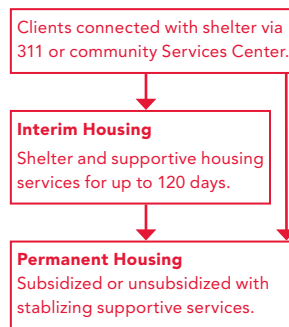 Clients connected with shelter via
311 or community Services Center.
Interim Housing
Shelter and supportive housing
services for up to 120 days.
Permanent Housing
Subsidized or unsubsidized with
stablizing supportive services.